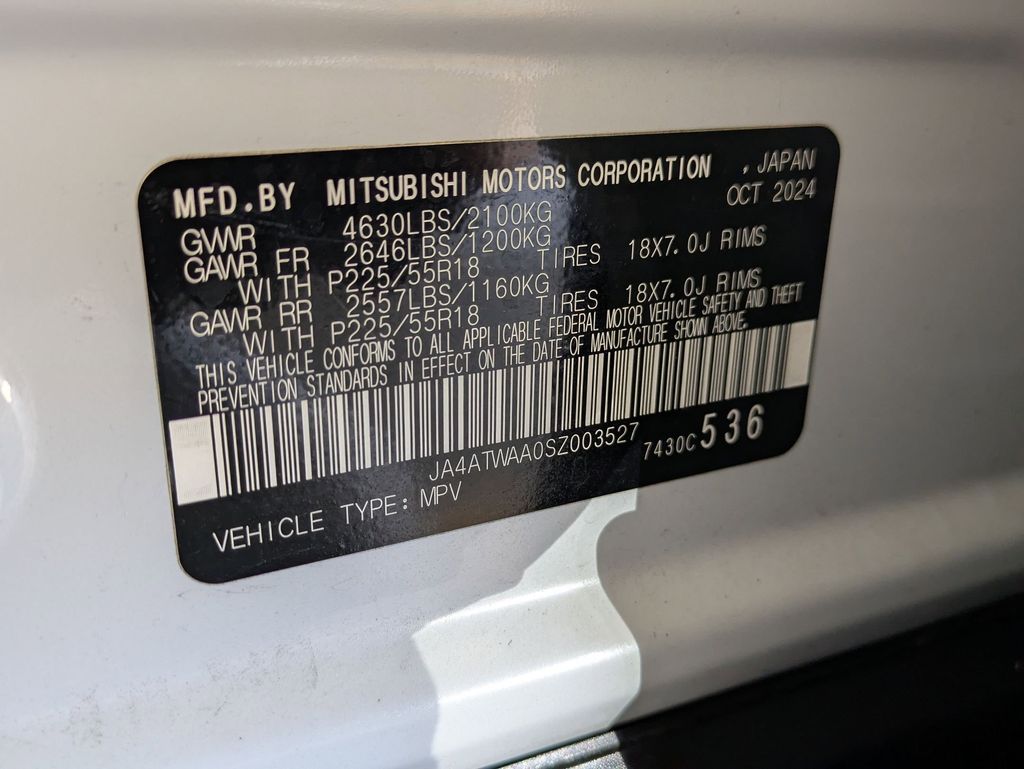 MFD.BY MITSUBISHI MOTORS CORPORATION , JAPAN
OCT 2024
GVWR 4630LBS/2100KG
GAWR FR 2646LBS/1200KG
WITH P225/55R18 TIRES 18X7.0J RIMS
GAWR RR 2557LBS/1160KG
WITH P225/55R18 TIRES 18X7.0J RIMS
THIS VEHICLE CONFORMS TO ALL APPLICABLE FEDERAL MOTOR VEHICLE SAFETY AND THEFT
PREVENTION STANDARDS IN EFFECT ON THE DATE OF MANUFACTURE SHOWN ABOVE.
JA4ATWAA0SZ003527 7430C536
VEHICLE TYPE: MPV